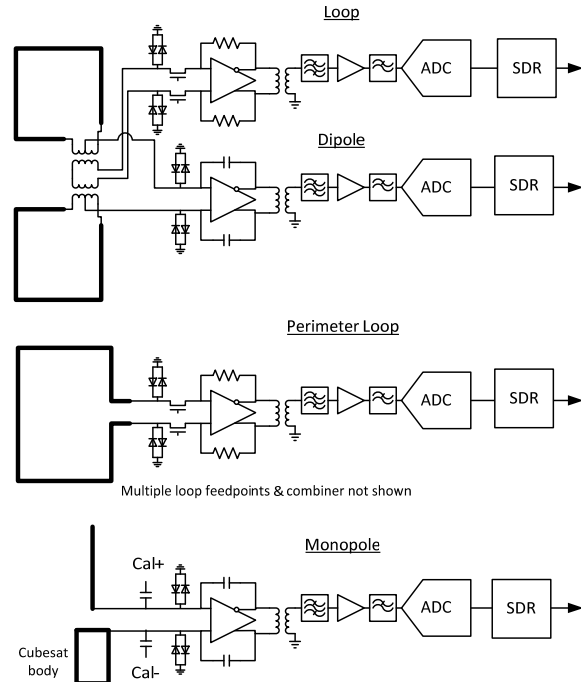 Loop
ADC
SDR
Dipole
ADC
SDR
Perimeter Loop
ADC
SDR
Multiple loop feedpoints & combiner not shown
Monopole
Cal+
ADC
SDR
Cubesat
body
Cal-